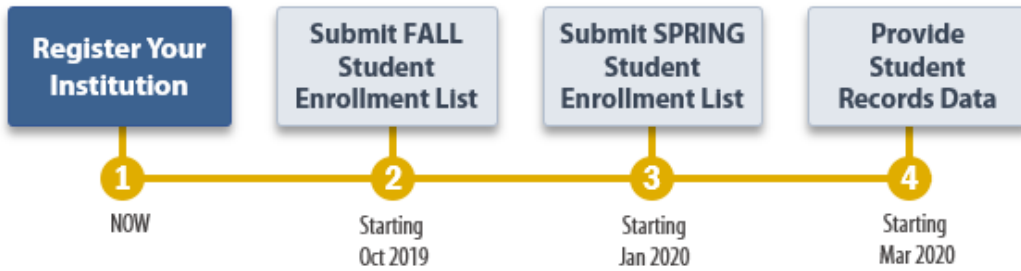 Register Your
Institution
Submit FALL
Student
Enrollment List
Submit SPRING
Student
Enrollment List
Provide
Student
Records Data
1
2
3
4
NOW
Starting
Oct 2019
Starting
Jan 2020
Starting
Mar 2020